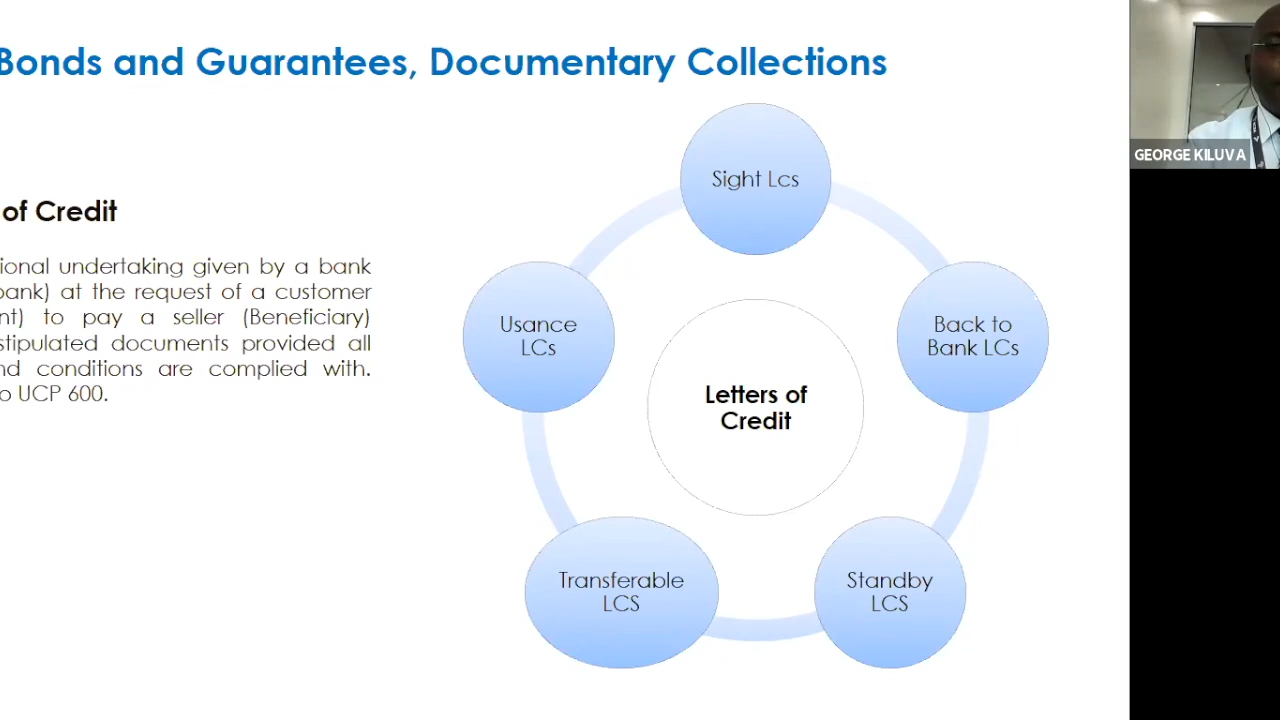 Bonds and Guarantees, Documentary Collections
GEORGE KILUVA
of Credit
ional undertaking given by a bank
bank) at the request of a customer
nt) to pay a seller (Beneficiary)
stipulated documents provided all
nd conditions are complied with.
o UCP 600.
Sight Lcs
Usance
LCs
Back to
Bank LCs
Letters of
Credit
Transferable
LCS
Standby
LCS